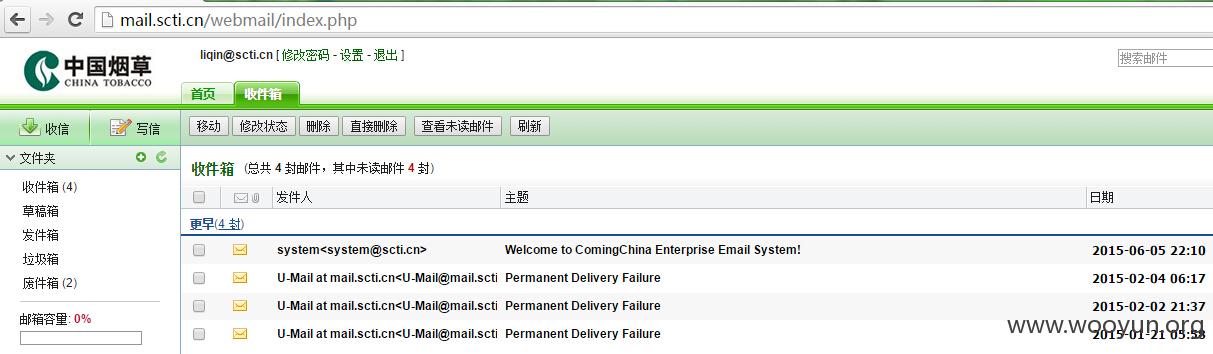 mail.scti.cn/webmail/index.php
中国烟草
CHINA TOBACCO
liqin@scti.cn [ 修改密码 - 设置 - 退出 ]
搜索邮件
首页 收件箱
收信 写信
移动 修改状态 删除 直接删除 查看未读邮件 刷新
文件夹
收件箱 (4)
草稿箱
发件箱
垃圾箱
废件箱 (2)
邮箱容量: 0%
收件箱 (总共 4 封邮件，其中未读邮件 4 封)
发件人 主题 日期
更早(4 封)
system<system@scti.cn> Welcome to ComingChina Enterprise Email System! 2015-06-05 22:10
U-Mail at mail.scti.cn<U-Mail@mail.scti Permanent Delivery Failure 2015-02-04 06:17
U-Mail at mail.scti.cn<U-Mail@mail.scti Permanent Delivery Failure 2015-02-02 21:37
U-Mail at mail.scti.cn<U-Mail@mail.scti Permanent Delivery Failure 2015-01-21 05:58
www.wooyun.org